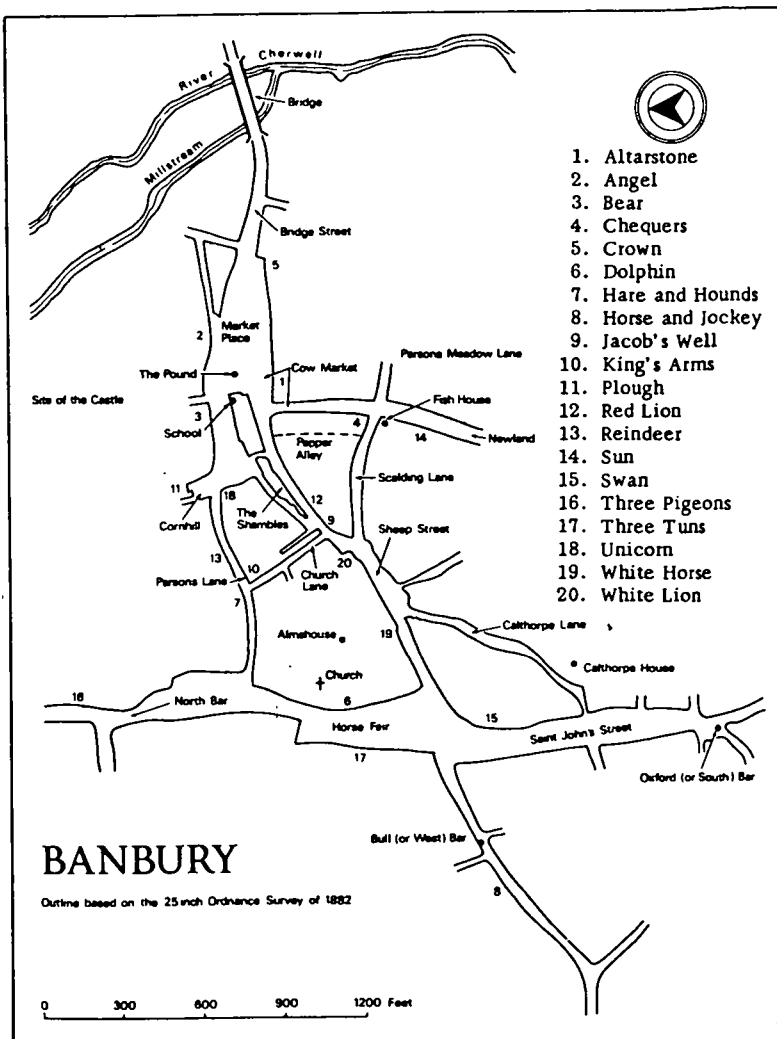 River Cherwell
Bridge
Millstream
Bridge Street
5
2
Market
Place
The Pound
Cow Market
1
Parsons Meadow Lane
Site of the Castle
3
School
4
Fish House
14
Newland
Pepper
Alley
11
18
Scalding Lane
The
Shambles
12
Cornhill
9
Sheep Street
13
10
20
Parsons Lane
Church
Lane
7
Calthorpe Lane
Almshouse
19
Calthorpe House
Church
16
North Bar
6
15
Horse Fair
Saint John's Street
17
Oxford (or South) Bar
Bull (or West) Bar
8
1. Altarstone
2. Angel
3. Bear
4. Chequers
5. Crown
6. Dolphin
7. Hare and Hounds
8. Horse and Jockey
9. Jacob's Well
10. King's Arms
11. Plough
12. Red Lion
13. Reindeer
14. Sun
15. Swan
16. Three Pigeons
17. Three Tuns
18. Unicorn
19. White Horse
20. White Lion
BANBURY
Outline based on the 25 inch Ordnance Survey of 1882
0 300 600 900 1200 Feet